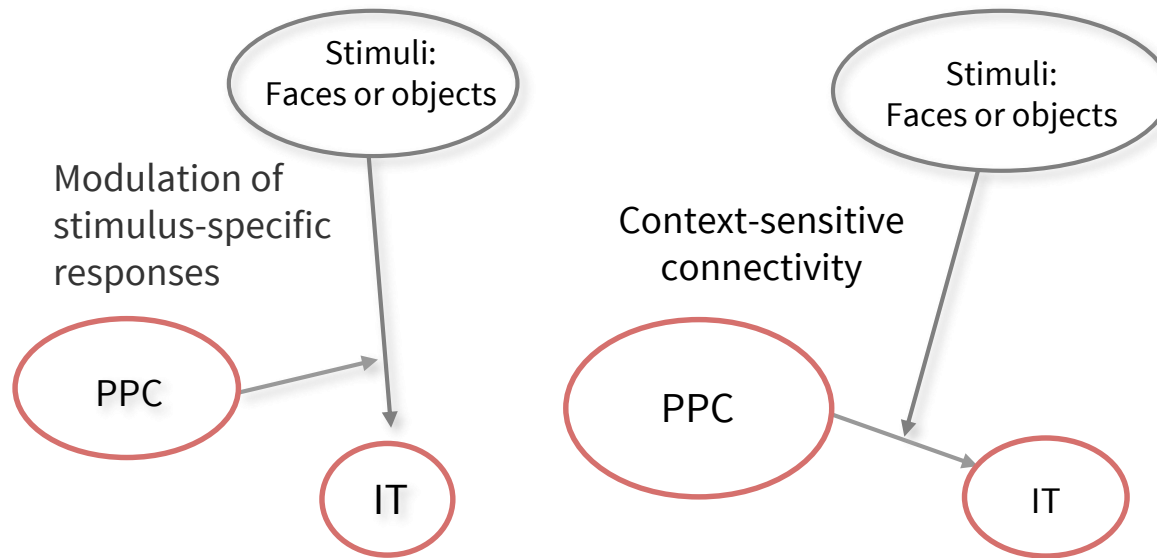 Stimuli:
Faces or objects
Modulation of
stimulus-specific
responses
PPC
IT
Stimuli:
Faces or objects
Context-sensitive
connectivity
PPC
IT